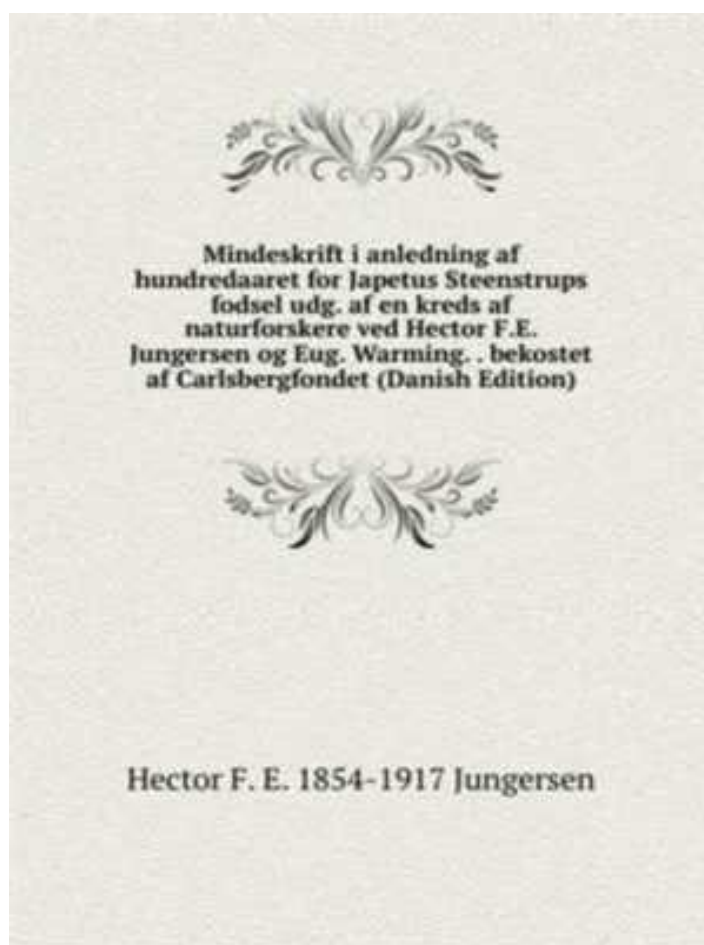 Mindeskrift i anledning af
hundredaaret for Japetus Steenstrups
fodsel udg. af en kreds af
naturforskere ved Hector F.E.
Jungersen og Eug. Warming. . bekostet
af Carlsbergfondet (Danish Edition)
Hector F. E. 1854-1917 Jungersen